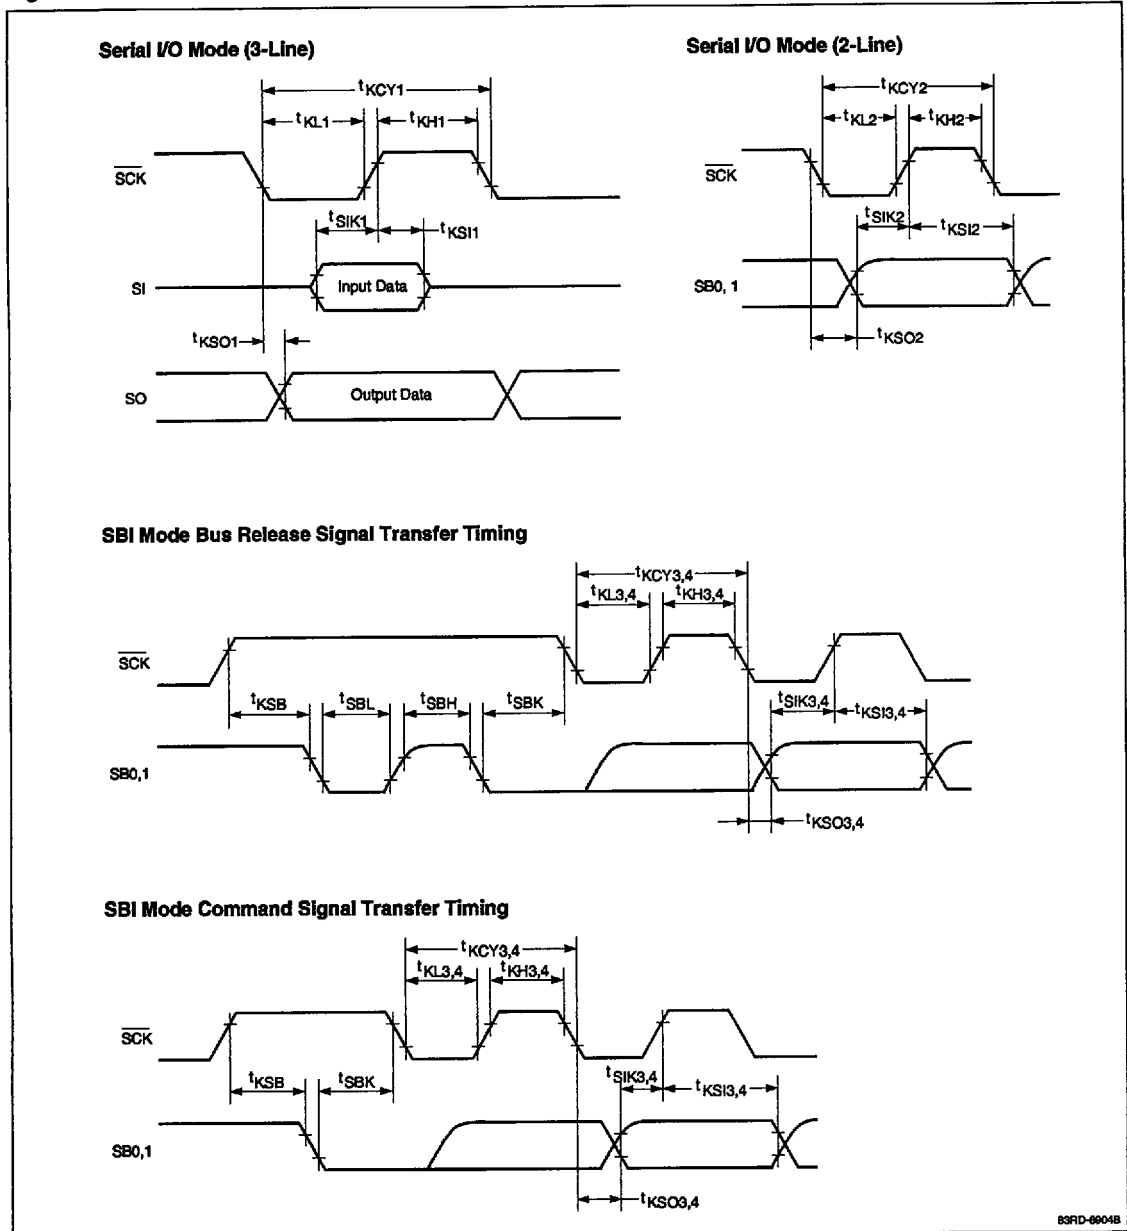 Serial I/O Mode (3-Line)
tKCY1
tKL1
tKH1
SCK
tSIK1
tKSI1
SI
Input Data
tKSO1
SO
Output Data
Serial I/O Mode (2-Line)
tKCY2
tKL2
tKH2
SCK
tSIK2
tKSI2
SB0, 1
tKSO2
SBI Mode Bus Release Signal Transfer Timing
tKCY3,4
tKL3,4
tKH3,4
SCK
tKSB
tSBL
tSBH
tSBK
tSIK3,4
tKSI3,4
SB0,1
tKSO3,4
SBI Mode Command Signal Transfer Timing
tKCY3,4
tKL3,4
tKH3,4
SCK
tKSB
tSBK
tSIK3,4
tKSI3,4
SB0,1
tKSO3,4
83RD-6904B